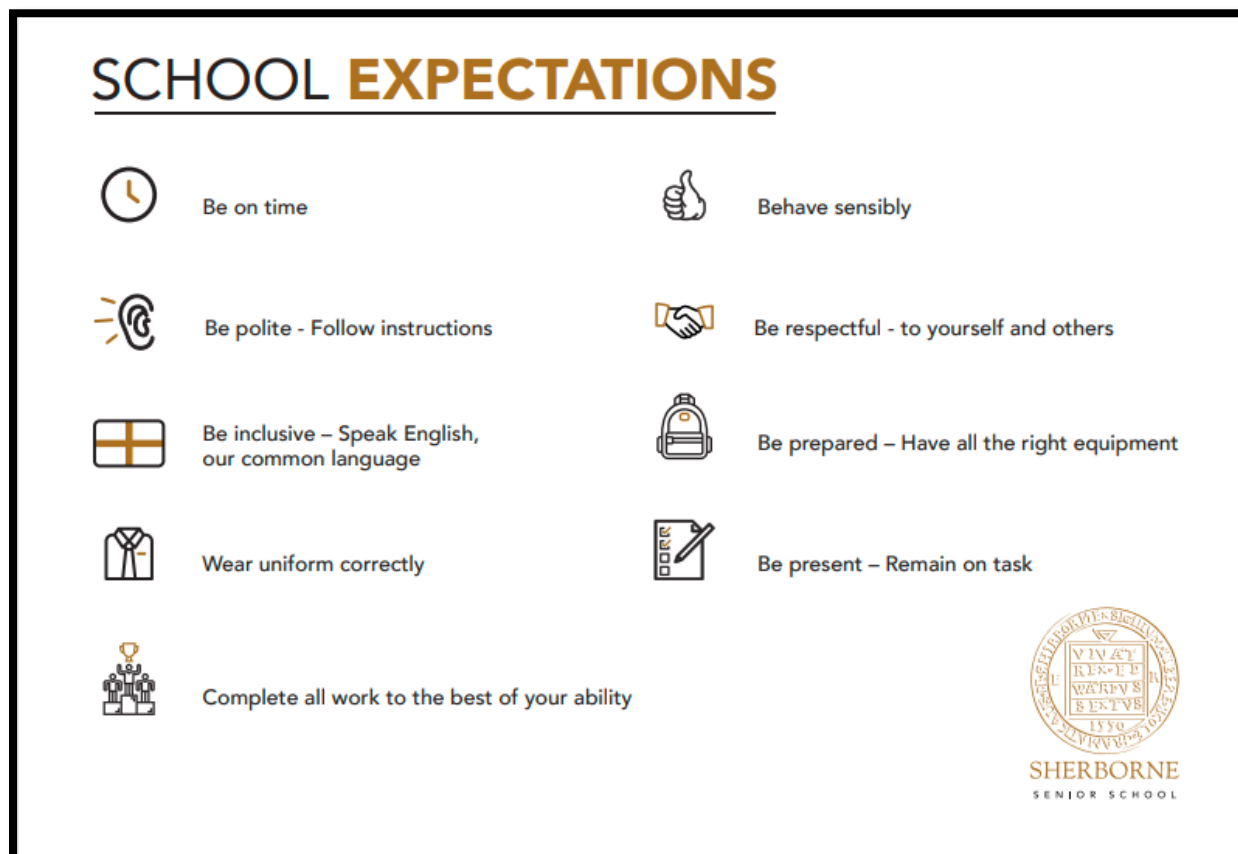 SCHOOL EXPECTATIONS
Be on time
Behave sensibly
Be polite - Follow instructions
Be respectful - to yourself and others
Be inclusive – Speak English,
our common language
Be prepared – Have all the right equipment
Wear uniform correctly
Be present – Remain on task
Complete all work to the best of your ability
VIVAT
1550
SHERBORNE
SENIOR SCHOOL